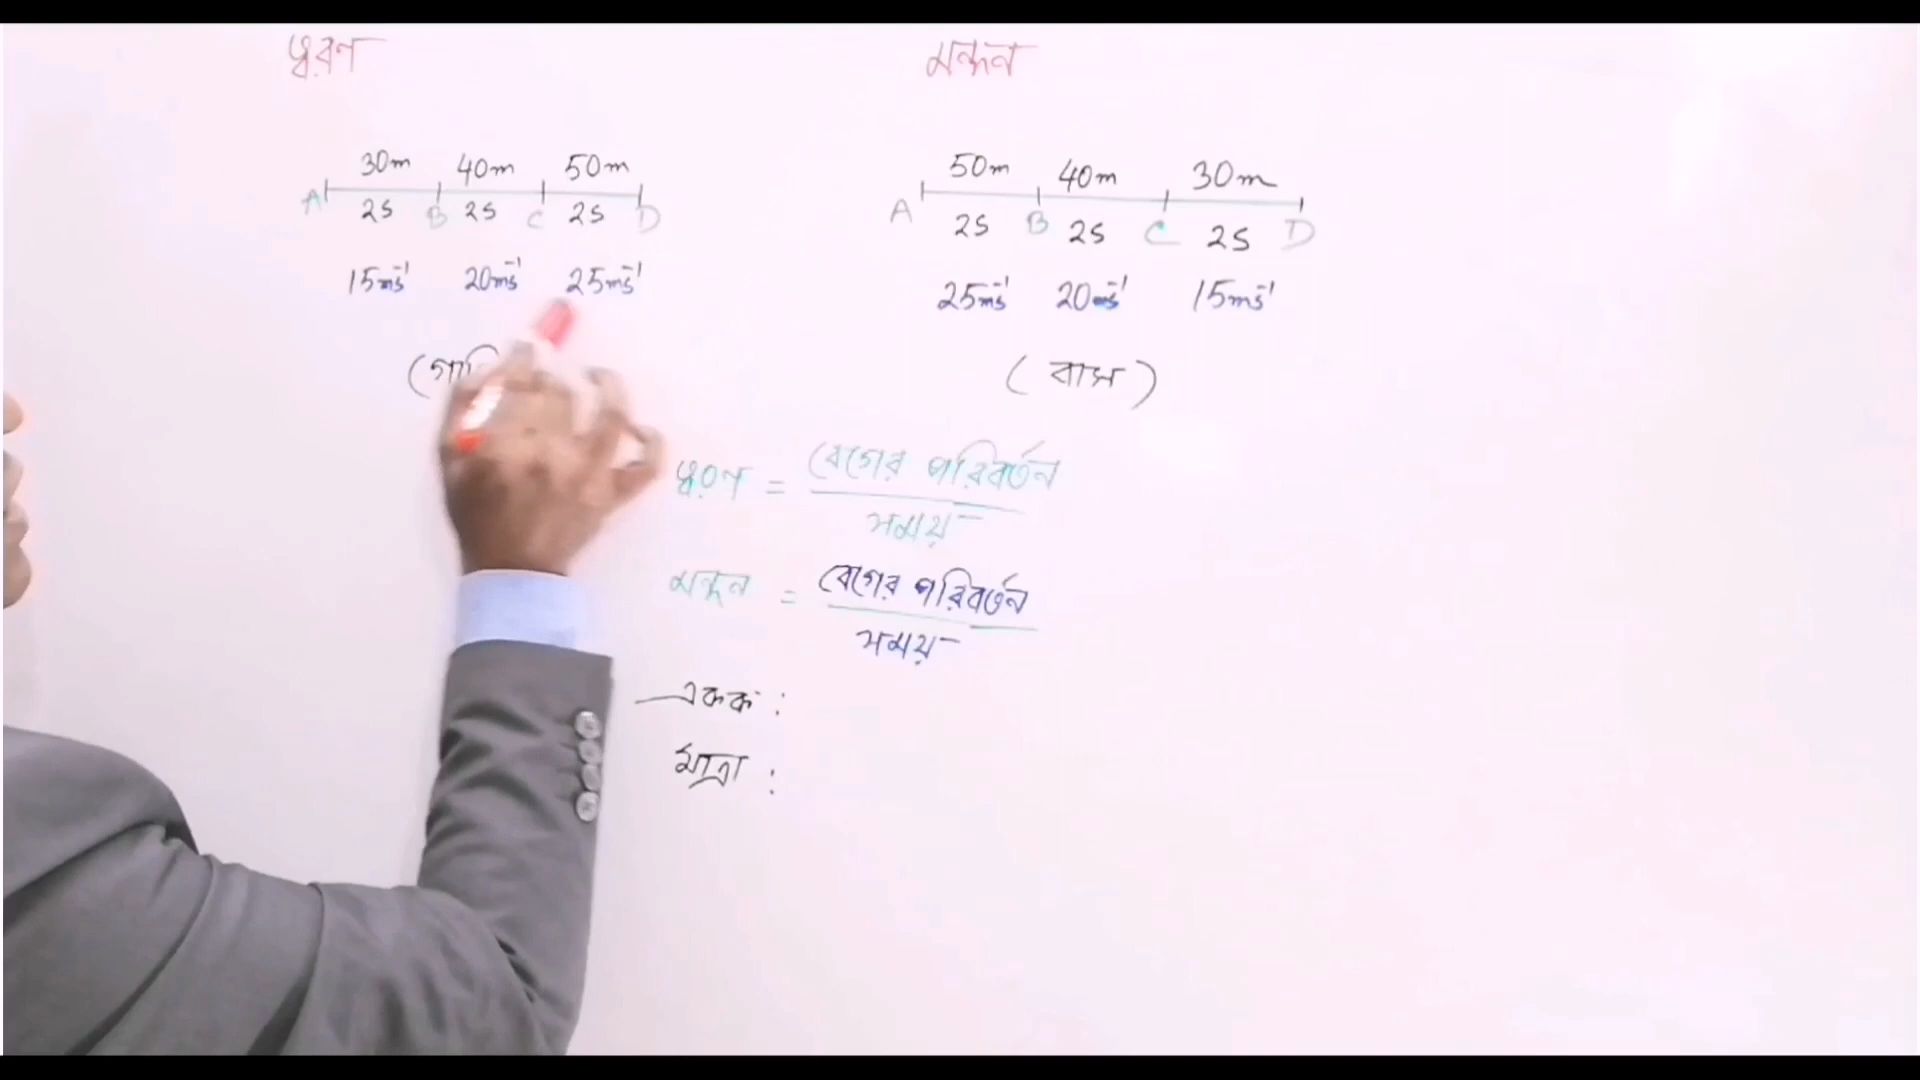 ত্বরণ
মন্দন
30m 40m 50m
A 2s B 2s C 2s D
15ms⁻¹ 20ms⁻¹ 25ms⁻¹
50m 40m 30m
A 2s B 2s C 2s D
25ms⁻¹ 20ms⁻¹ 15ms⁻¹
(বাস)
ত্বরণ = বেগের পরিবর্তন
সময়
মন্দন = বেগের পরিবর্তন
সময়
একক :
মাত্রা :